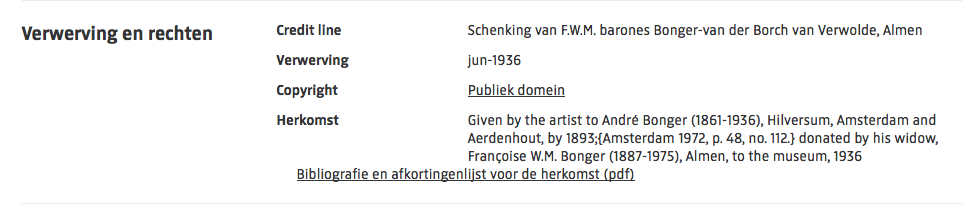 Verwerving en rechten
Credit line Schenking van F.W.M. barones Bonger-van der Borch van Verwolde, Almen
Verwerving jun-1936
Copyright Publiek domein
Herkomst Given by the artist to André Bonger (1861-1936), Hilversum, Amsterdam and
Aerdenhout, by 1893;{Amsterdam 1972, p. 48, no. 112.} donated by his widow,
Françoise W.M. Bonger (1887-1975), Almen, to the museum, 1936
Bibliografie en afkortingenlijst voor de herkomst (pdf)